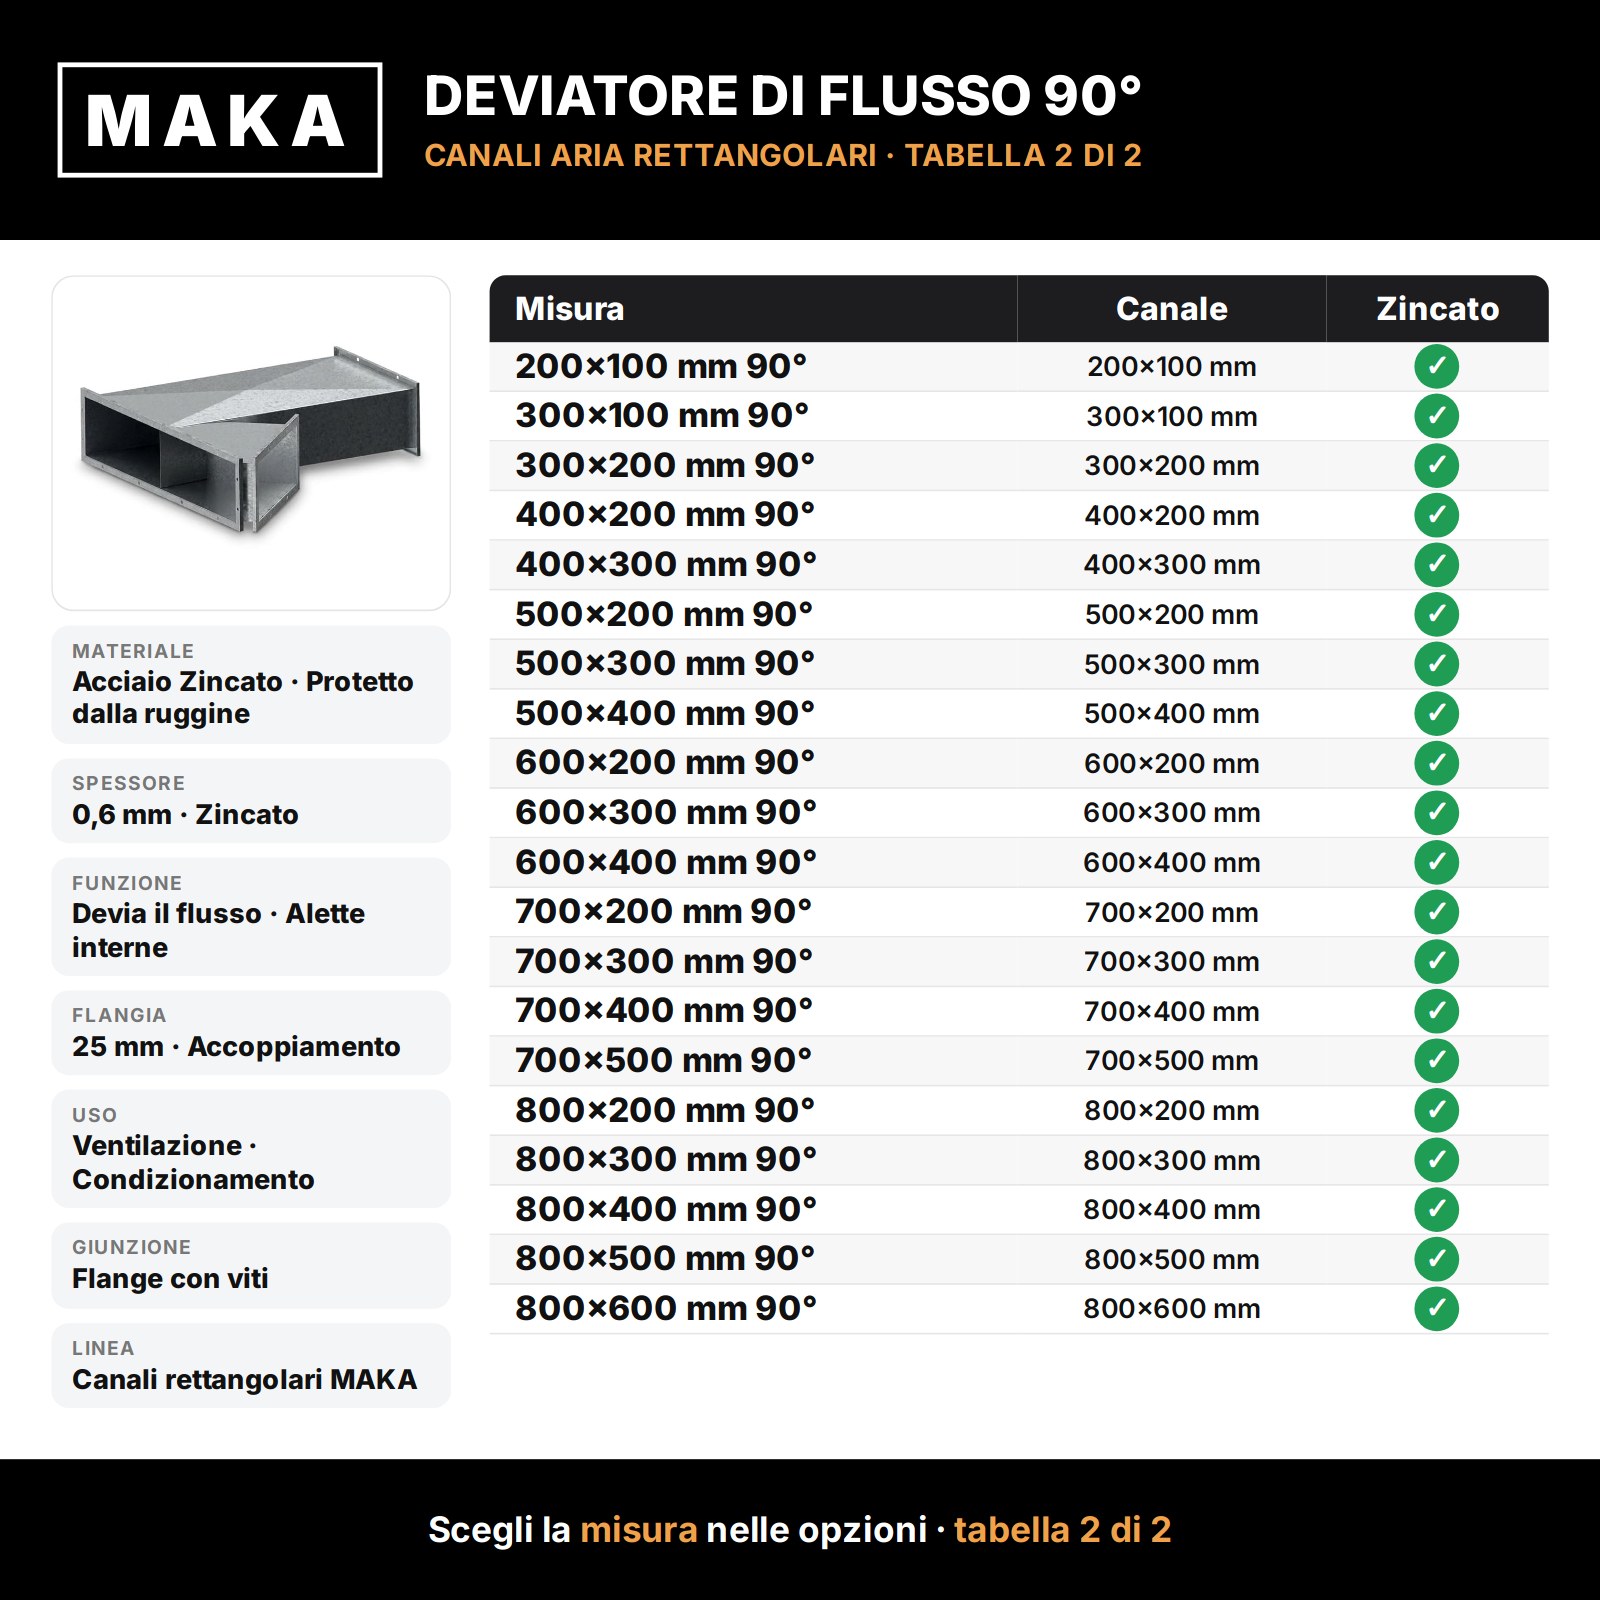 MAKA
DEVIATORE DI FLUSSO 90°
CANALI ARIA RETTANGOLARI · TABELLA 2 DI 2
MATERIALE
Acciaio Zincato · Protetto
dalla ruggine
SPESSORE
0,6 mm · Zincato
FUNZIONE
Devia il flusso · Alette
interne
FLANGIA
25 mm · Accoppiamento
USO
Ventilazione ·
Condizionamento
GIUNZIONE
Flange con viti
LINEA
Canali rettangolari MAKA
Misura Canale Zincato
200×100 mm 90° 200×100 mm ✓
300×100 mm 90° 300×100 mm ✓
300×200 mm 90° 300×200 mm ✓
400×200 mm 90° 400×200 mm ✓
400×300 mm 90° 400×300 mm ✓
500×200 mm 90° 500×200 mm ✓
500×300 mm 90° 500×300 mm ✓
500×400 mm 90° 500×400 mm ✓
600×200 mm 90° 600×200 mm ✓
600×300 mm 90° 600×300 mm ✓
600×400 mm 90° 600×400 mm ✓
700×200 mm 90° 700×200 mm ✓
700×300 mm 90° 700×300 mm ✓
700×400 mm 90° 700×400 mm ✓
700×500 mm 90° 700×500 mm ✓
800×200 mm 90° 800×200 mm ✓
800×300 mm 90° 800×300 mm ✓
800×400 mm 90° 800×400 mm ✓
800×500 mm 90° 800×500 mm ✓
800×600 mm 90° 800×600 mm ✓
Scegli la misura nelle opzioni · tabella 2 di 2